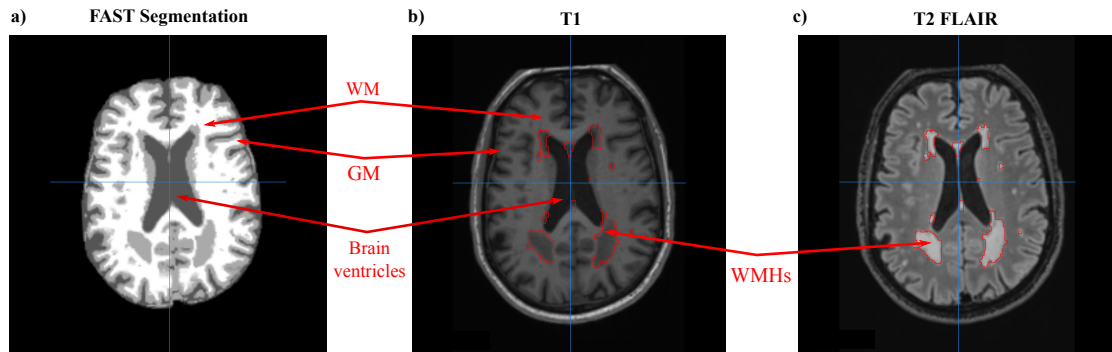 a)
FAST Segmentation
b)
T1
c)
T2 FLAIR
WM
GM
Brain
ventricles
WMHs